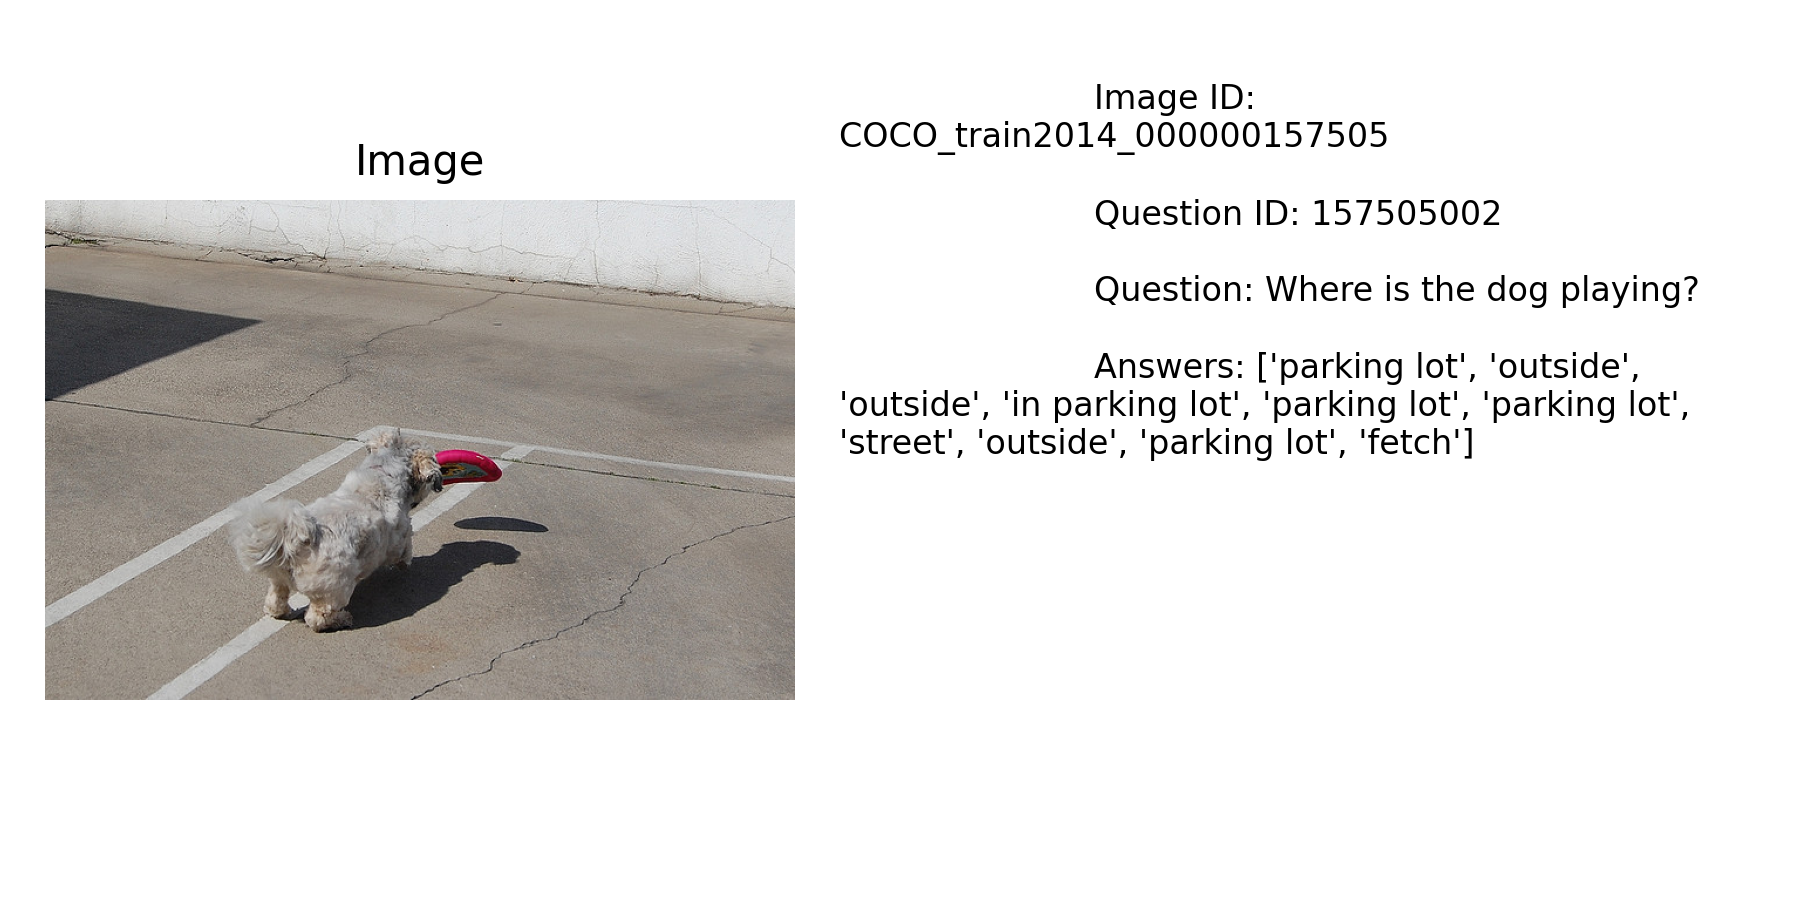 Image
Image ID:
COCO_train2014_000000157505
Question ID: 157505002
Question: Where is the dog playing?
Answers: ['parking lot', 'outside',
'outside', 'in parking lot', 'parking lot', 'parking lot',
'street', 'outside', 'parking lot', 'fetch']